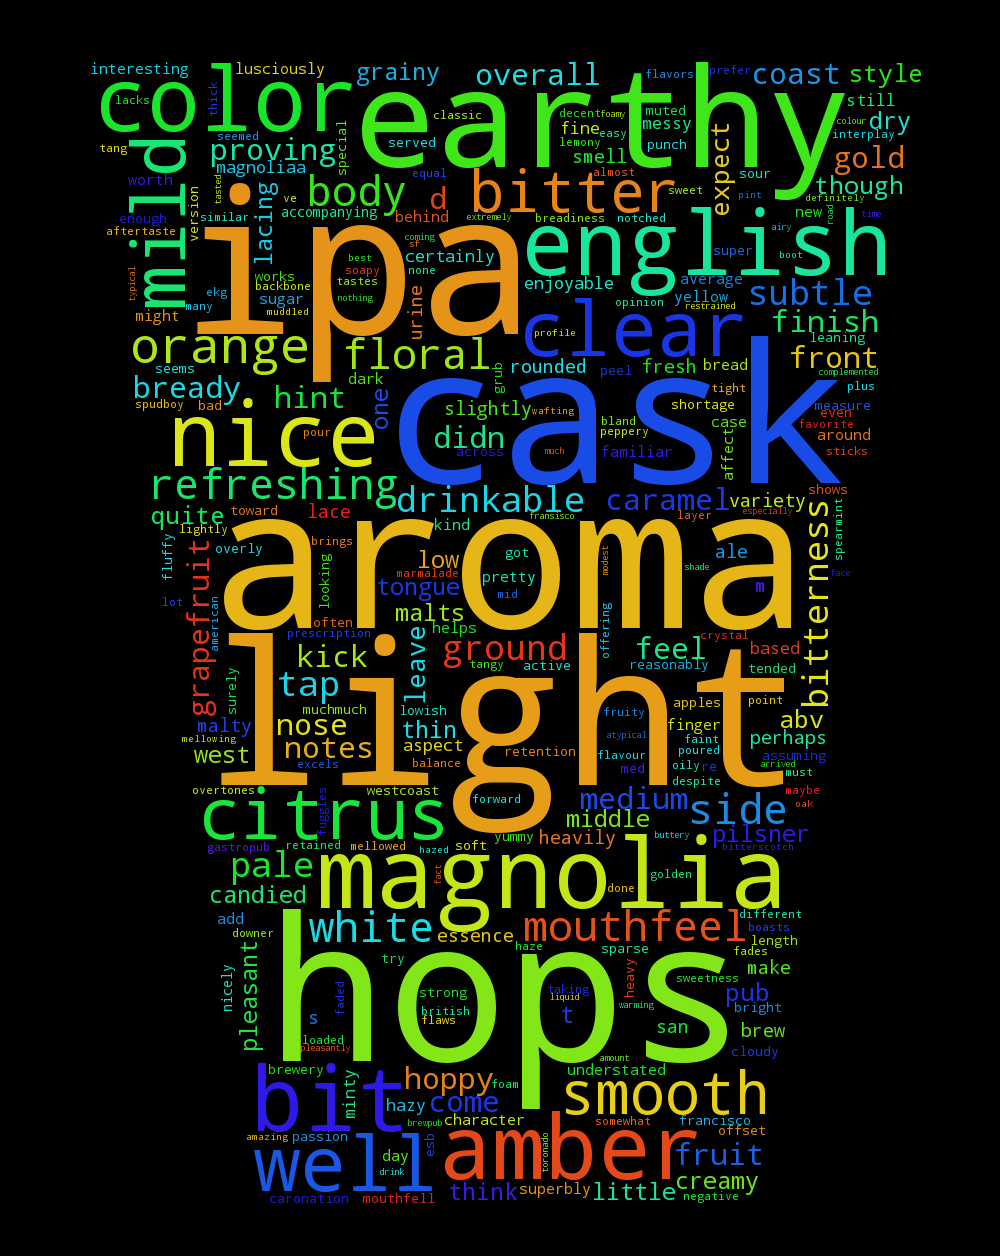 interesting lusciously grainy overall flavors prefer coast style
color earthy
lacks thick classic decent foamy muted still
special fine easy messy colour dry
seemed served lemony punch interplay
tang proving smell expect gold
mild magnoliaa equal almost sour though
worth tasted ve body d bitter sweet pint definitely
enough version similar lacing accompanying behind extremely breadiness notched new road time
aftertaste ipa coming english airy
sf certainly super boot
best none
works soapy enjoyable average subtle
typical ekg backbone tastes urine yellow
many sugar nothing opinion restrained
might muddled clear finish
orange floral profile leaning
seems rounded peel fresh bread front
bready hint dark grub cask tight complemented plus
spudboy bad one slightly wafting shortage measure
nice pour didn bland case even favorite
peppery affect around
across much familiar sticks
refreshing drinkable caramel variety shows
quite toward lace fransisco layer especially bitterness spearmint
lightly kind
fluffy overly brings aroma got ale
looking low marmalade pretty modest shade face
grapefruit tongue mid m
lot american often malts offering
prescription helps light crystal
kick leave ground feel based
surely tangy active reasonably tended
tap muchmuch lowish apples point
malty nose thin fruity finger abv
mellowing notes aspect retention atypical faint perhaps
west balance flavour poured assuming
excels med oily re arrived must
despite
overtones westcoast forward medium side maybe
citrus fuggles middle oak
gastropub retained mellowed hazed soft yummy heavily buttery pilsner
bitterscotch
pale fact magnolia golden
candied done
add white essence mouthfeel different
downer haze sparse boasts
pleasant try hops heavy length fades
nicely faded strong taking sweetness make
british liquid warming pub
s flaws t san bright
loaded brew
pleasantly amount cloudy
brewery bit hoppy foam understated
minty hazy come smooth
brewpub character somewhat francisco
amazing passion well esb amber toronado offset
day fruit
drink superbly creamy
caronation mouthfell think little negative